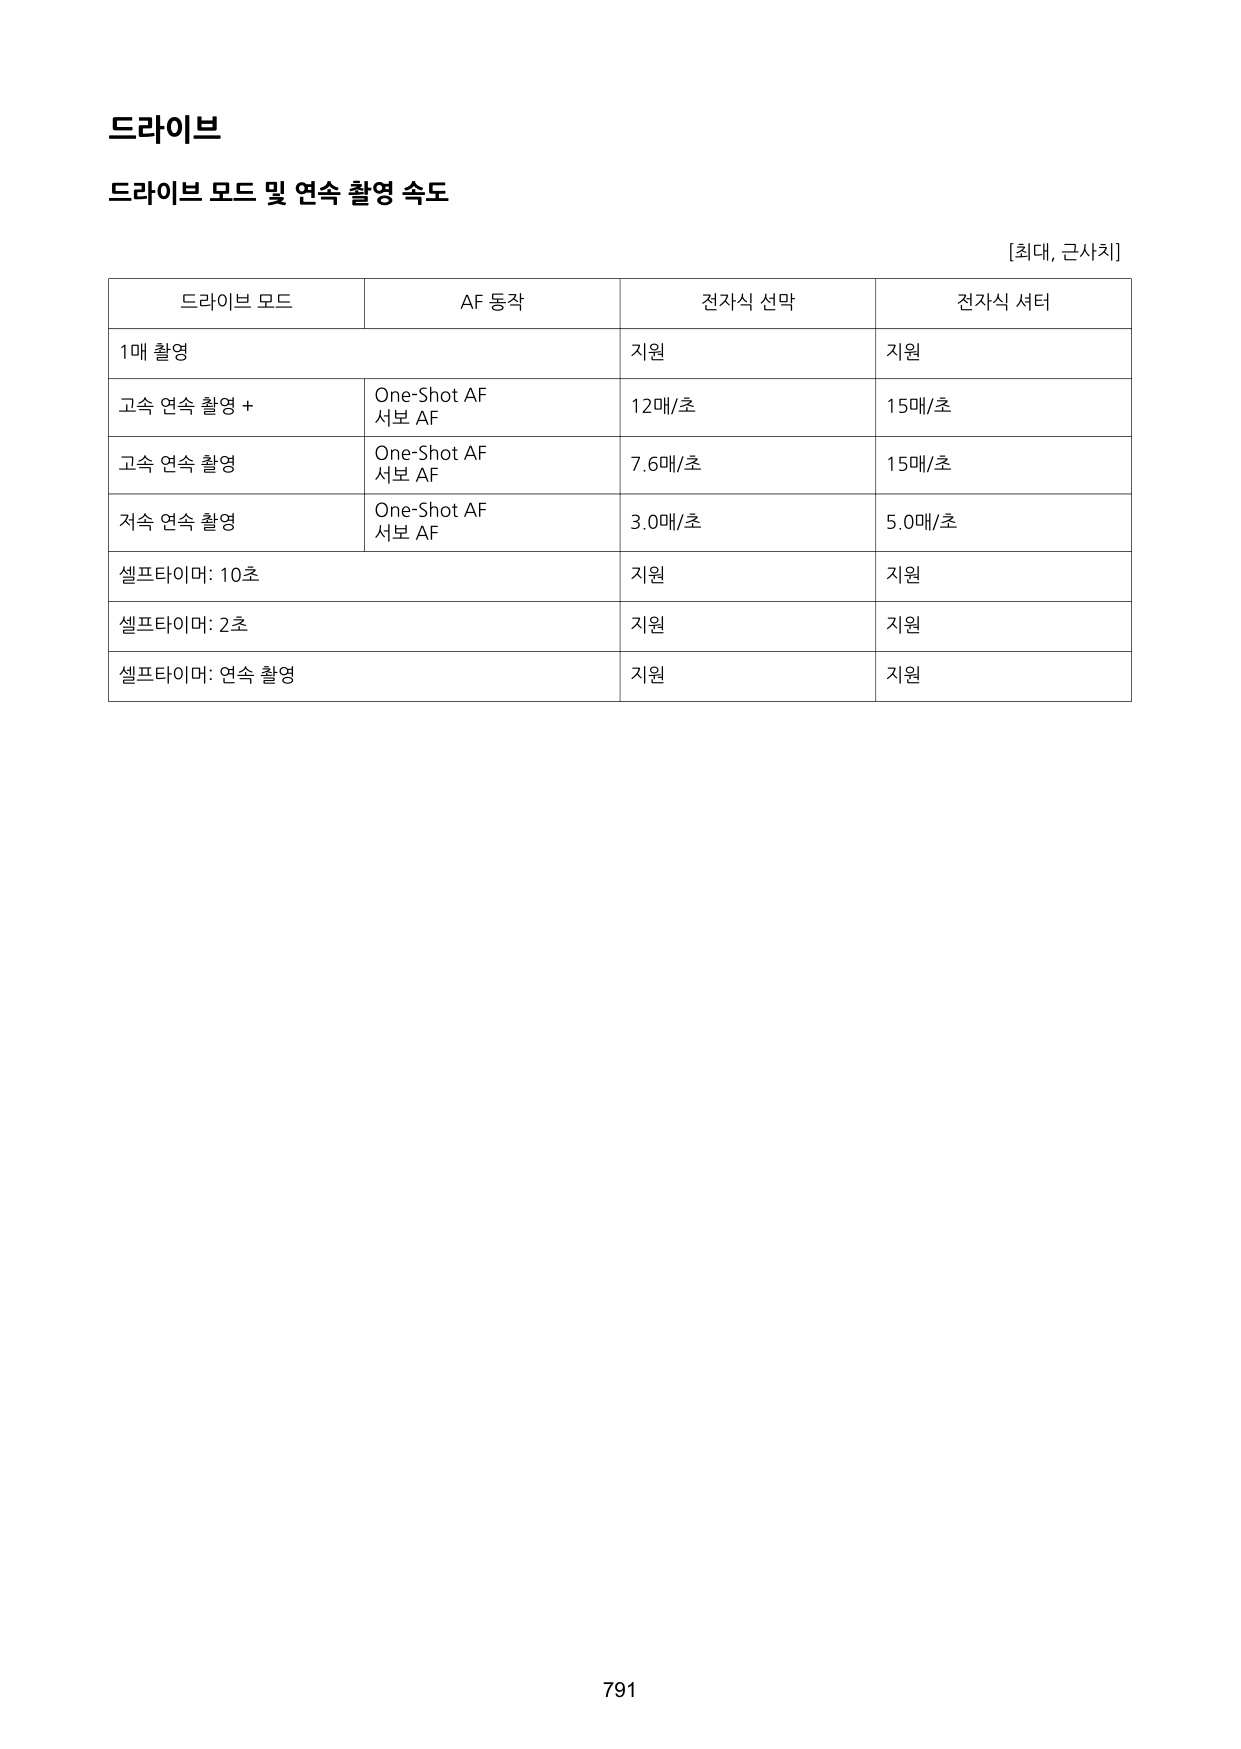 드라이브
드라이브 모드 및 연속 촬영 속도
[최대, 근사치]
드라이브 모드 AF 동작 전자식 선막 전자식 셔터
1매 촬영 지원 지원
고속 연속 촬영 + One-Shot AF 12매/초 15매/초
서보 AF
고속 연속 촬영 One-Shot AF 7.6매/초 15매/초
서보 AF
저속 연속 촬영 One-Shot AF 3.0매/초 5.0매/초
서보 AF
셀프타이머: 10초 지원 지원
셀프타이머: 2초 지원 지원
셀프타이머: 연속 촬영 지원 지원
791